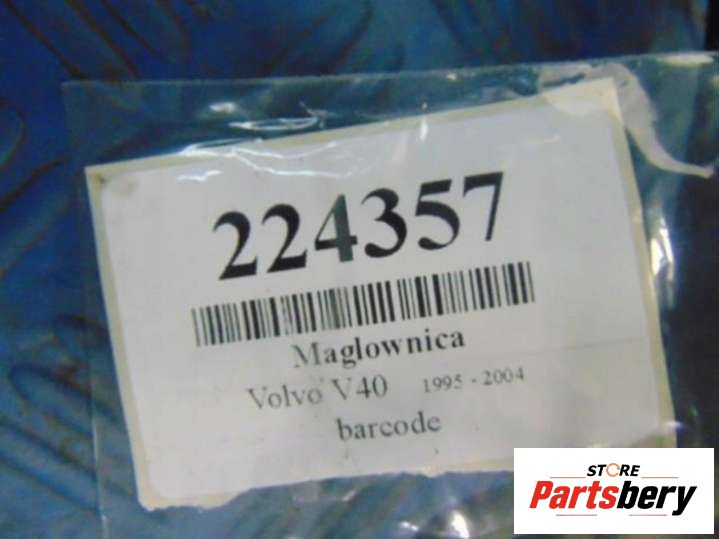 224357
Maglownica
Volvo V40 1995 - 2004
barcode
STORE
Partsbery